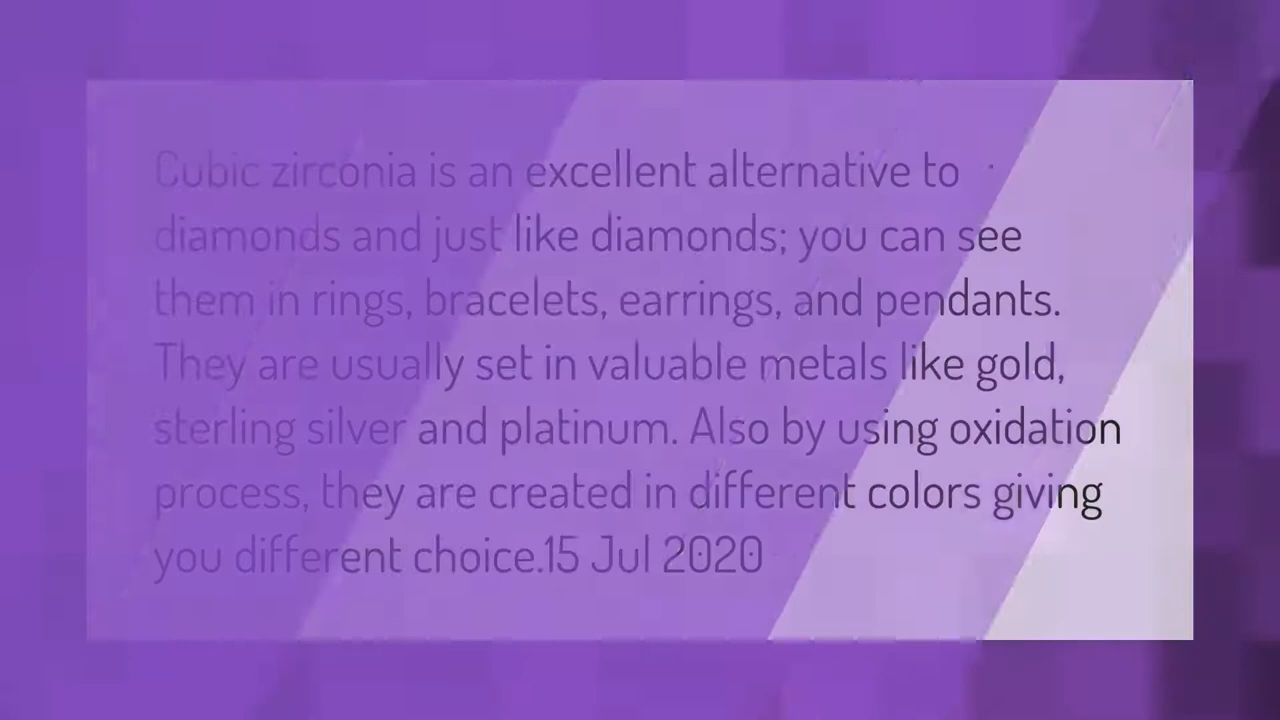 Cubic zirconia is an excellent alternative to
diamonds and just like diamonds; you can see
them in rings, bracelets, earrings, and pendants.
They are usually set in valuable metals like gold,
sterling silver and platinum. Also by using oxidation
process, they are created in different colors giving
you different choice.15 Jul 2020